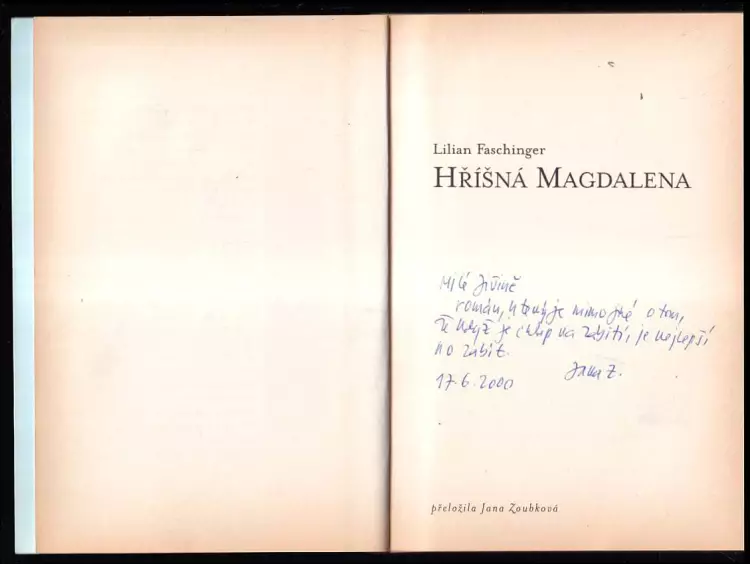 Lilian Faschinger
HŘÍŠNÁ MAGDALENA
Milé Jiřině
román, který je mimo jiné o tom,
že když je chlap na zabití, je nejlepší
ho zabít.
Jana Z.
17.6.2000
přeložila Jana Zoubková